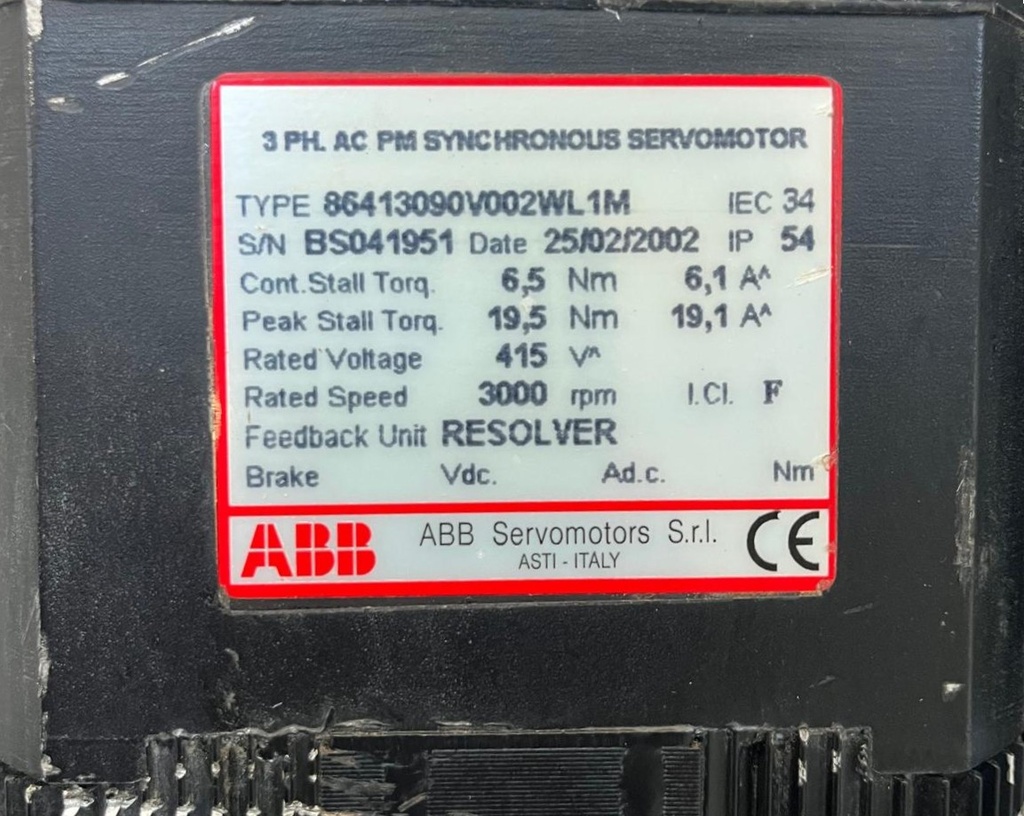 3 PH. AC PM SYNCHRONOUS SERVOMOTOR
TYPE 86413090V002WL1M IEC 34
S/N BS041951 Date 25/02/2002 IP 54
Cont.Stall Torq. 6,5 Nm 6,1 A^
Peak Stall Torq. 19,5 Nm 19,1 A^
Rated Voltage 415 V^
Rated Speed 3000 rpm I.Cl. F
Feedback Unit RESOLVER
Brake Vdc. Ad.c. Nm
ABB ABB Servomotors S.r.l. CE
ASTI - ITALY